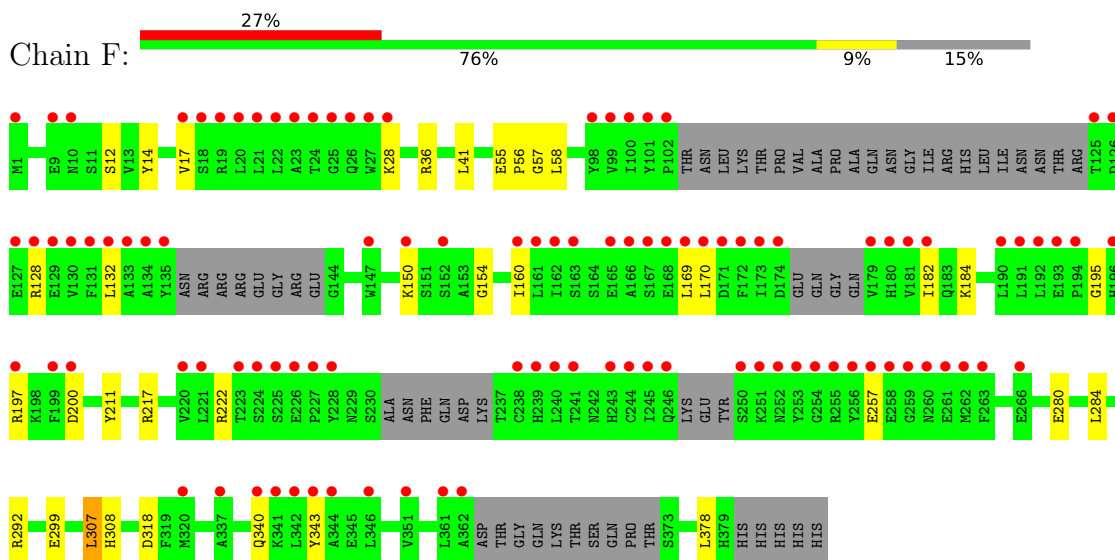 27%
Chain F:
76% 9% 15%
M1 E9 N10 S11 S12 V13 Y14 V17 S18 R19 L20 L21 L22 A23 T24 G25 Q26 W27 K28 R36 L41 E55 P56 G57 L58 Y98 V99 I100 Y101 P102 THR ASN LEU LYS THR PRO VAL ALA PRO ALA GLN ASN GLY ILE ARG HIS LEU ILE ASN ASN THR ARG T125 D126
E127 R128 E129 V130 F131 L132 A133 A134 Y135 ASN ARG ARG ARG GLU GLY ARG GLU G144 W147 K150 S151 S152 A153 G154 I160 L161 I162 S163 S164 E165 A166 S167 E168 L169 L170 D171 F172 I173 D174 GLU GLN GLY GLN V179 H180 V181 I182 Q183 K184 L190 L191 L192 E193 P194 G195 H196
R197 K198 F199 D200 Y211 R217 V220 L221 R222 T223 S224 S225 E226 P227 Y228 N229 S230 ALA ASN PHE GLN ASP LYS T237 C238 H239 L240 T241 N242 H243 C244 I245 Q246 LYS GLU TYR S250 K251 N252 Y253 G254 R255 Y256 E257 E258 G259 N260 E261 M262 F263 E266 E280 L284
R292 E299 L307 H308 D318 F319 M320 A337 Q340 K341 L342 Y343 A344 E345 L346 V351 L361 A362 ASP THR GLY GLN LYS THR SER GLN PRO THR S373 L378 H379 HIS HIS HIS HIS HIS